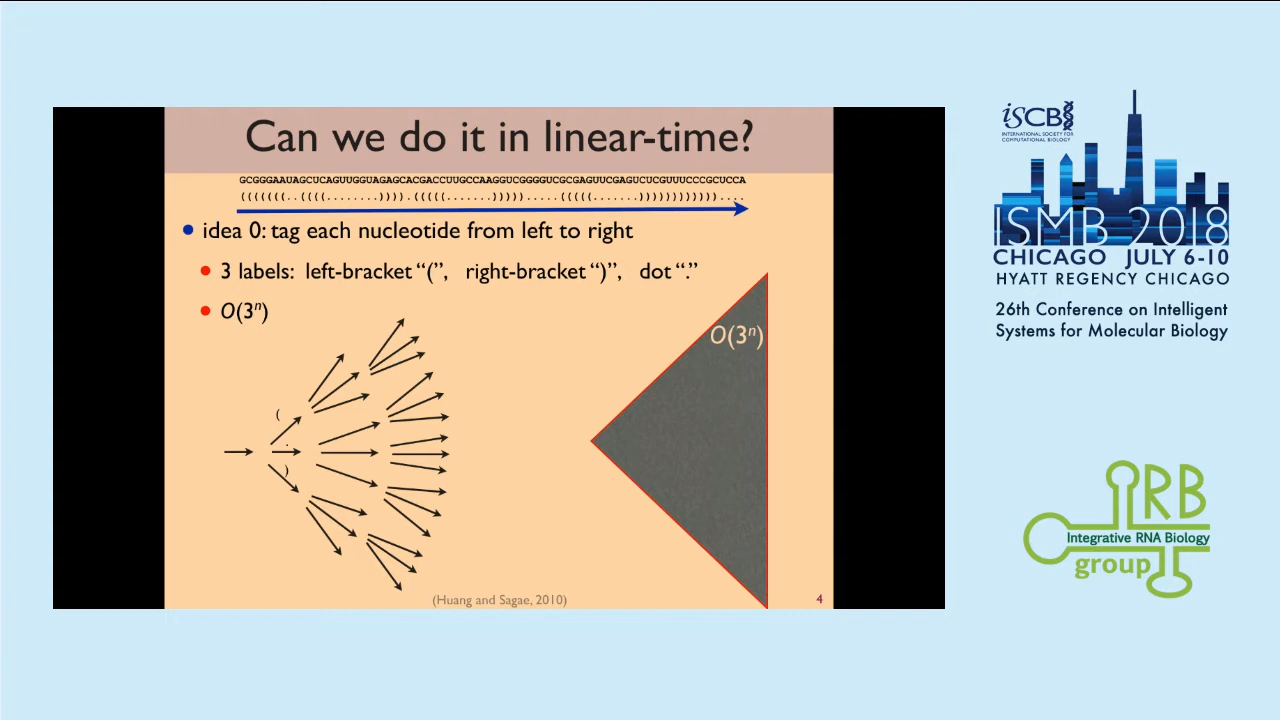 Can we do it in linear-time?
GCGGGAAUAGCUCAGUUGGUAGAGCACGACCUUGCCAAGGUCGGGGUCGCGAGUUCGAGUCUCGUUUCCCGCUCCA
(((((((..((((........)))).(((((.......))))).....(((((.......))))))))))))....
• idea 0: tag each nucleotide from left to right
• 3 labels: left-bracket “(”, right-bracket “)”, dot “.”
• O(3ⁿ)
O(3ⁿ)
(
.
)
(Huang and Sagae, 2010)
4
iSCB
INTERNATIONAL SOCIETY FOR
COMPUTATIONAL BIOLOGY
ISMB 2018
CHICAGO JULY 6-10
HYATT REGENCY CHICAGO
26th Conference on Intelligent
Systems for Molecular Biology
IRB
Integrative RNA Biology
group